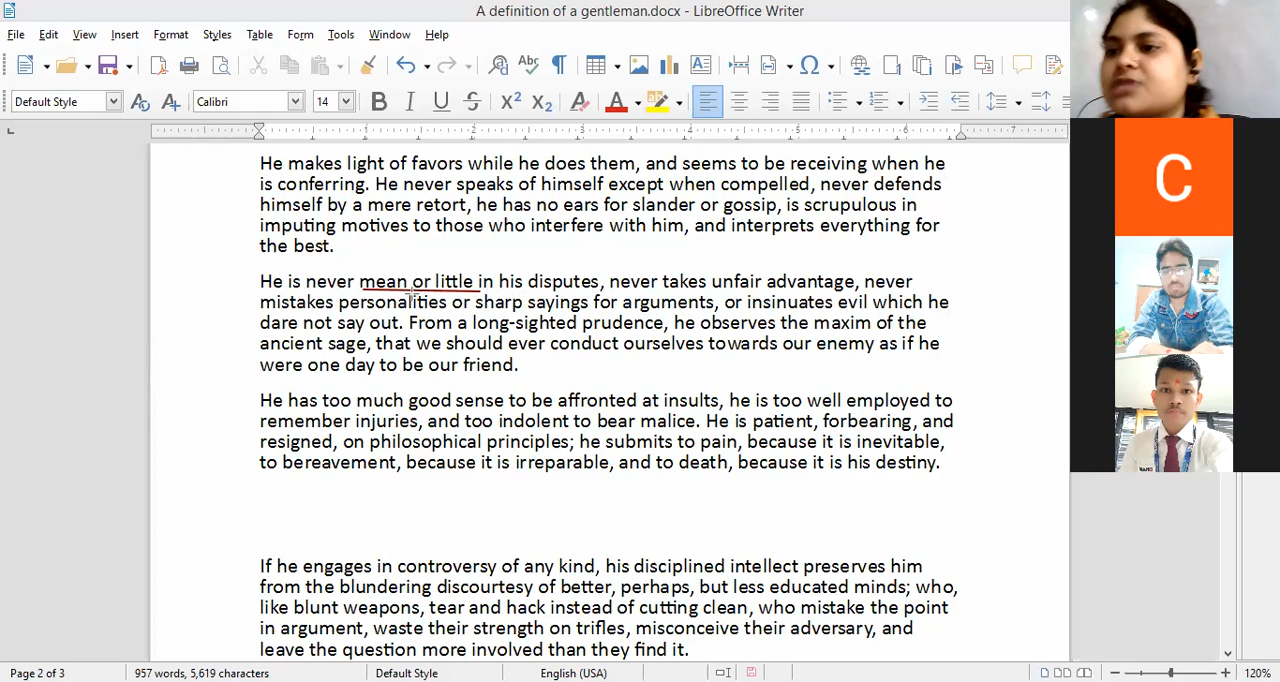 A definition of a gentleman.docx - LibreOffice Writer
File Edit View Insert Format Styles Table Form Tools Window Help
Default Style Calibri 14
1 2 3 4 5 6 7
He makes light of favors while he does them, and seems to be receiving when he
is conferring. He never speaks of himself except when compelled, never defends
himself by a mere retort, he has no ears for slander or gossip, is scrupulous in
imputing motives to those who interfere with him, and interprets everything for
the best.
He is never mean or little in his disputes, never takes unfair advantage, never
mistakes personalities or sharp sayings for arguments, or insinuates evil which he
dare not say out. From a long-sighted prudence, he observes the maxim of the
ancient sage, that we should ever conduct ourselves towards our enemy as if he
were one day to be our friend.
He has too much good sense to be affronted at insults, he is too well employed to
remember injuries, and too indolent to bear malice. He is patient, forbearing, and
resigned, on philosophical principles; he submits to pain, because it is inevitable,
to bereavement, because it is irreparable, and to death, because it is his destiny.
If he engages in controversy of any kind, his disciplined intellect preserves him
from the blundering discourtesy of better, perhaps, but less educated minds; who,
like blunt weapons, tear and hack instead of cutting clean, who mistake the point
in argument, waste their strength on trifles, misconceive their adversary, and
leave the question more involved than they find it.
C
Page 2 of 3 957 words, 5,619 characters Default Style English (USA) 120%